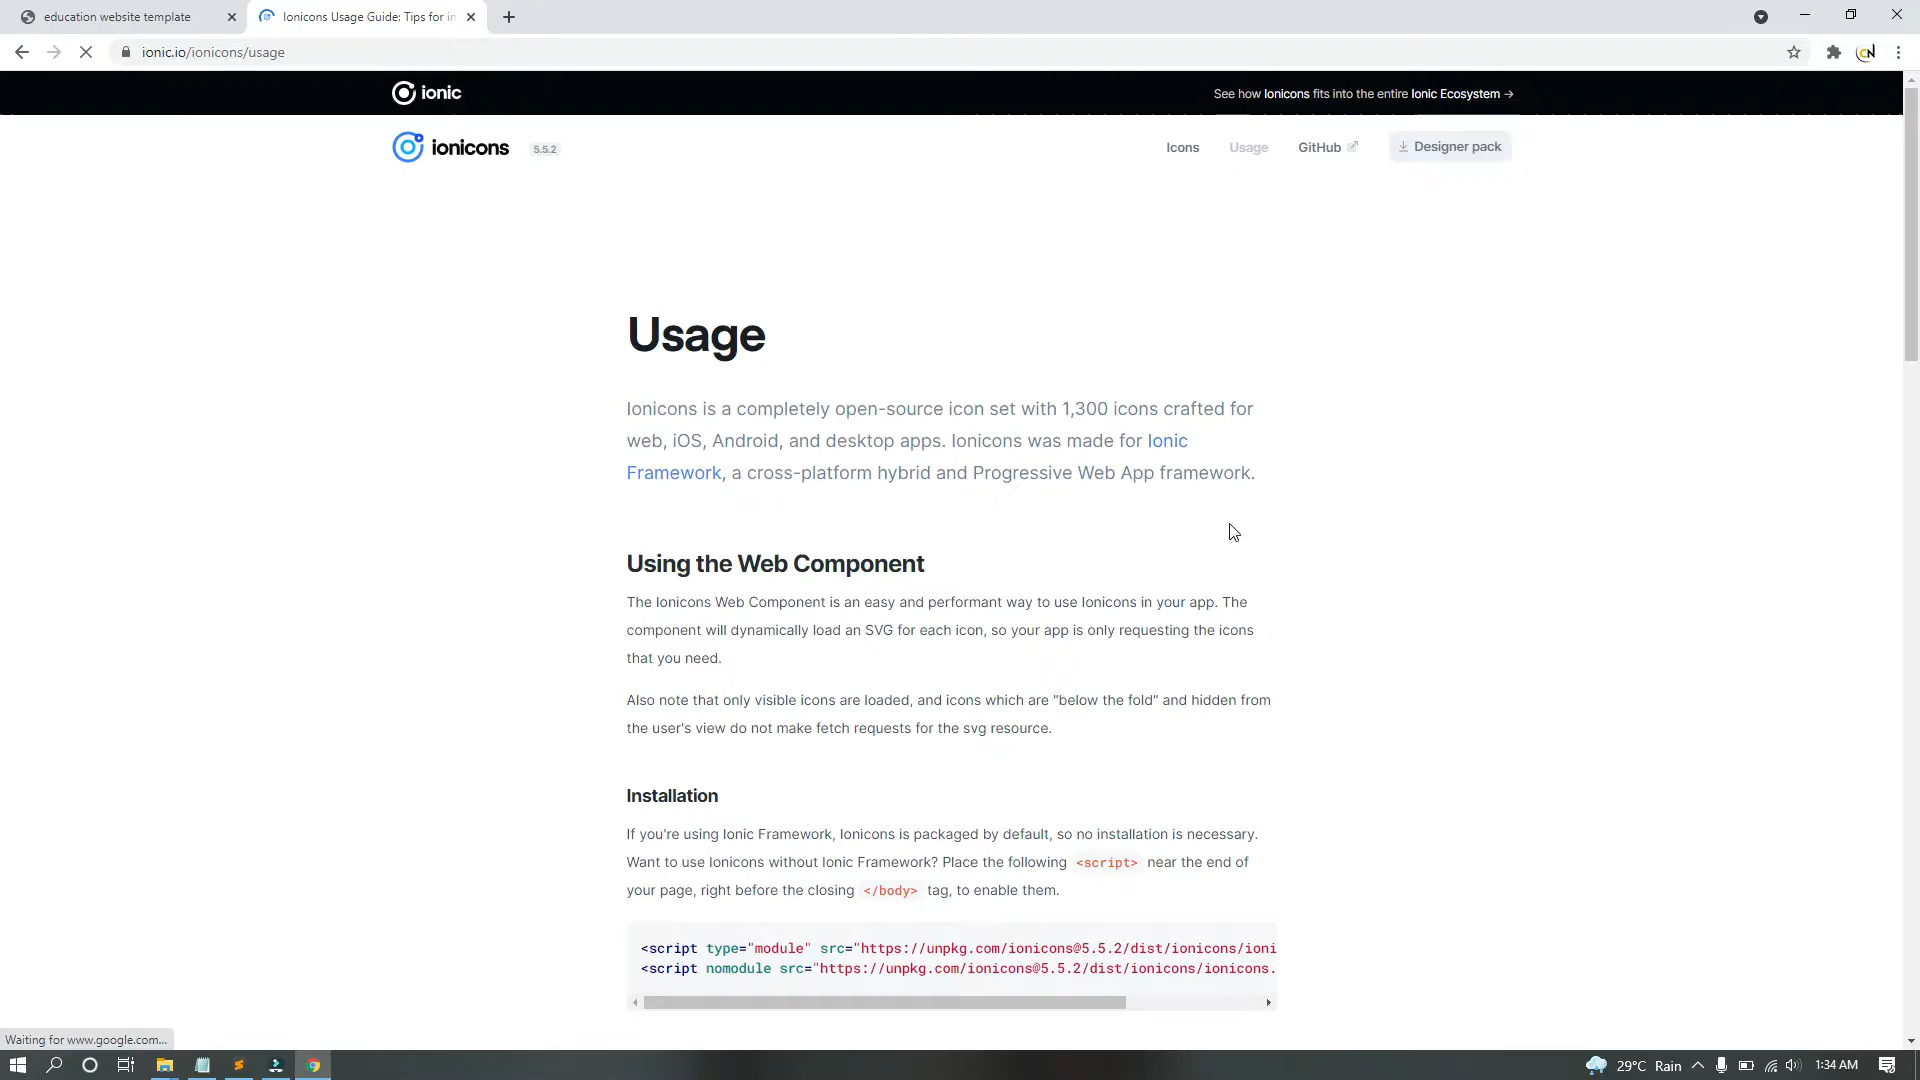 education website template
Ionicons Usage Guide: Tips for in
ionic.io/ionicons/usage
ionic
See how Ionicons fits into the entire Ionic Ecosystem →
ionicons 5.5.2
Icons Usage GitHub Designer pack
Usage
Ionicons is a completely open-source icon set with 1,300 icons crafted for
web, iOS, Android, and desktop apps. Ionicons was made for Ionic
Framework, a cross-platform hybrid and Progressive Web App framework.
Using the Web Component
The Ionicons Web Component is an easy and performant way to use Ionicons in your app. The
component will dynamically load an SVG for each icon, so your app is only requesting the icons
that you need.
Also note that only visible icons are loaded, and icons which are "below the fold" and hidden from
the user's view do not make fetch requests for the svg resource.
Installation
If you're using Ionic Framework, Ionicons is packaged by default, so no installation is necessary.
Want to use Ionicons without Ionic Framework? Place the following <script> near the end of
your page, right before the closing </body> tag, to enable them.
<script type="module" src="https://unpkg.com/ionicons@5.5.2/dist/ionicons/ioni
<script nomodule src="https://unpkg.com/ionicons@5.5.2/dist/ionicons/ionicons.
Waiting for www.google.com...
29°C Rain 1:34 AM